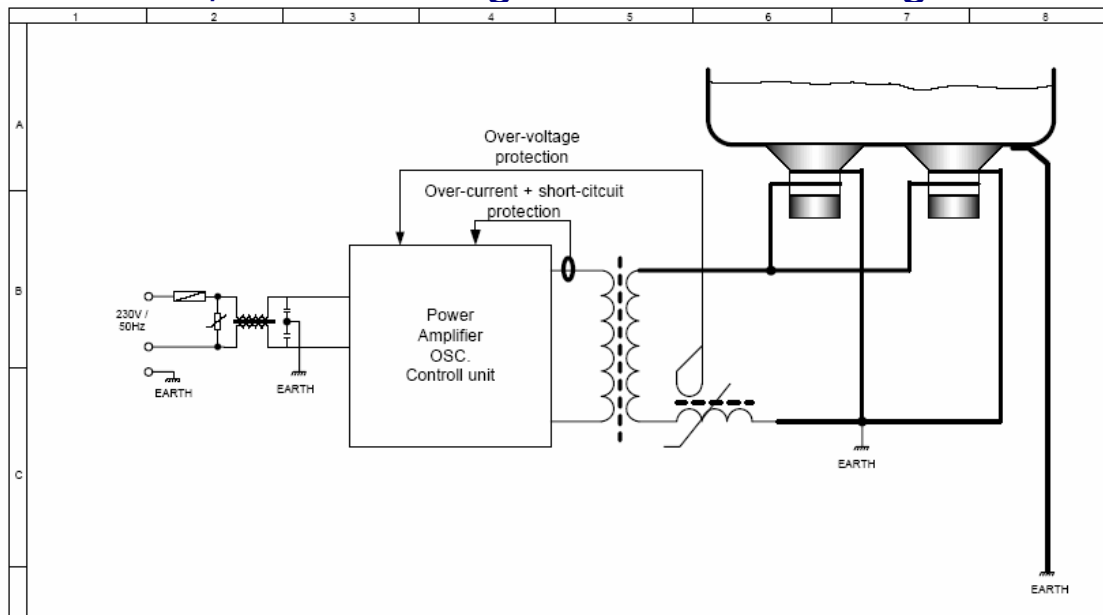 1 2 3 4 5 6 7 8
A
B
C
Over-voltage
protection
Over-current + short-citcuit
protection
230V /
50Hz
EARTH
EARTH
Power
Amplifier
OSC.
Controll unit
EARTH
EARTH